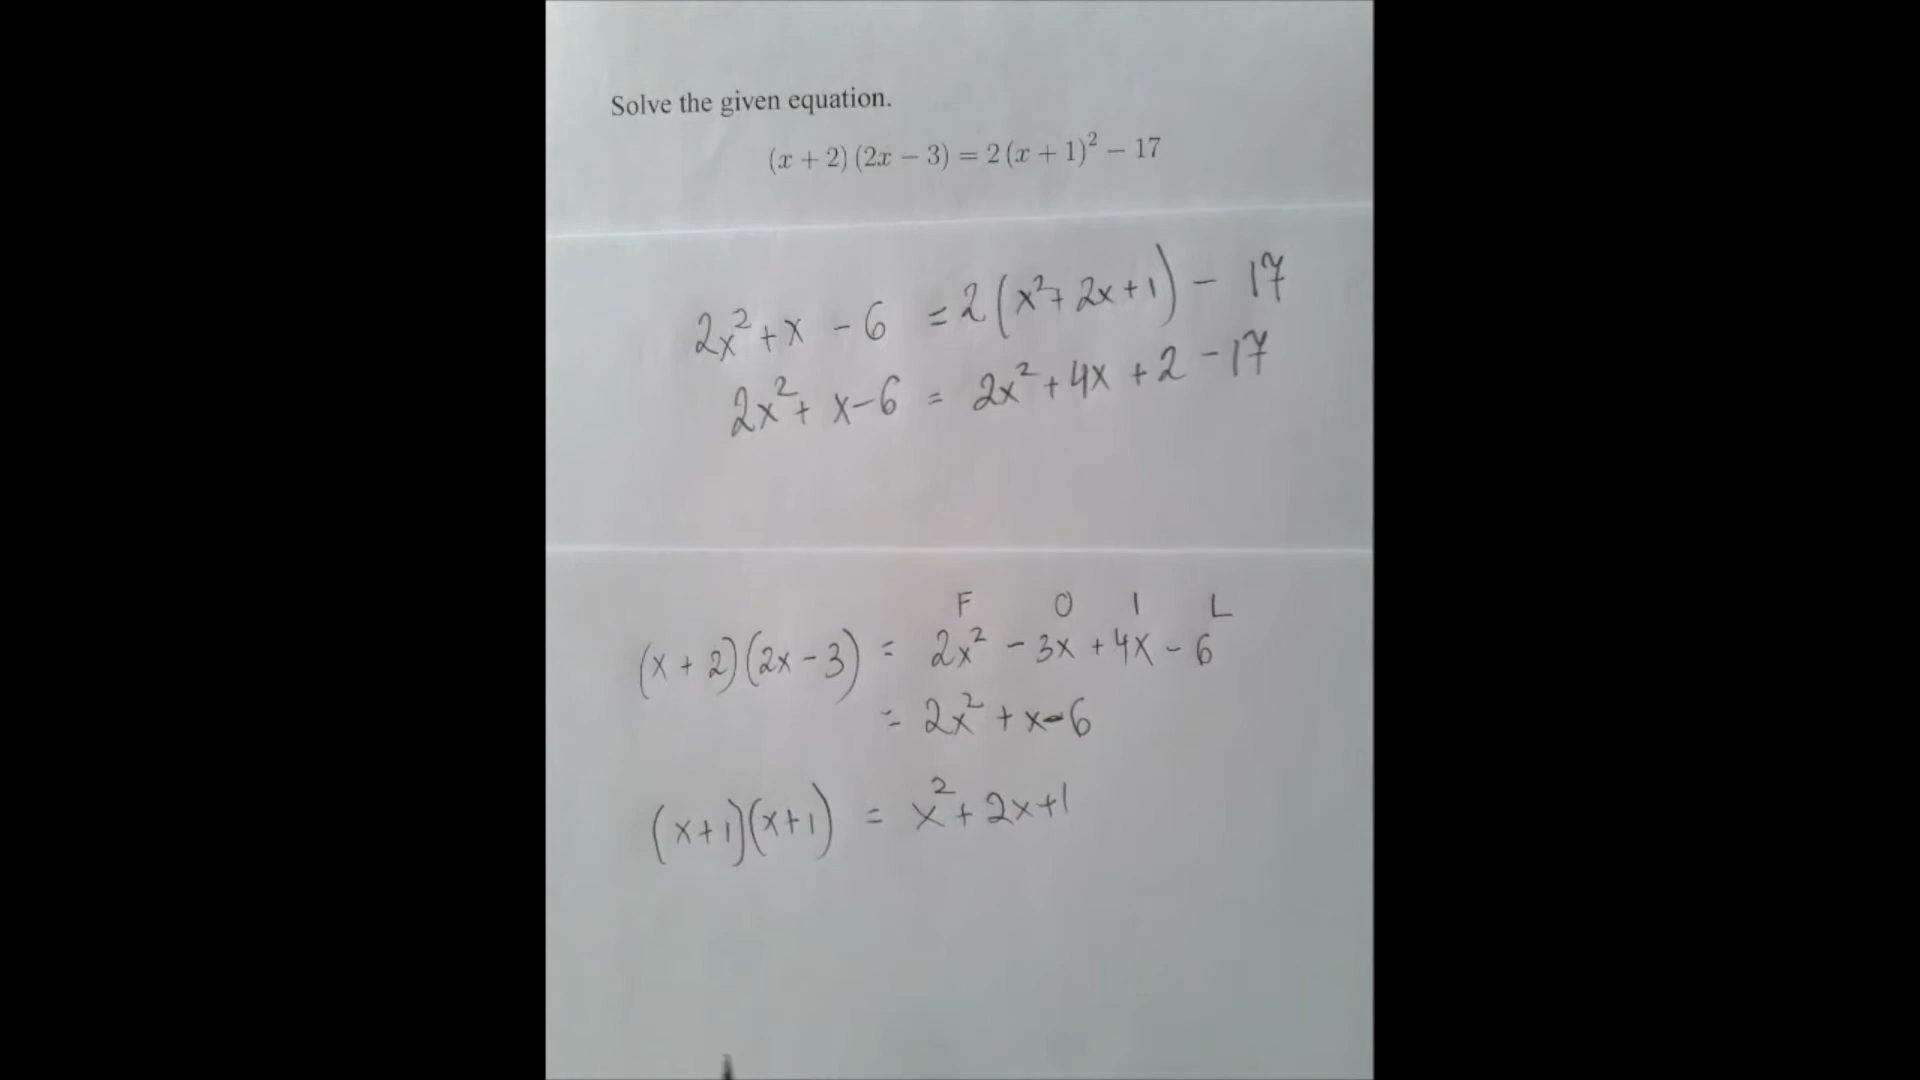 Solve the given equation.
(x + 2) (2x − 3) = 2 (x + 1)² − 17
2x² + x − 6 = 2(x² + 2x + 1) − 17
2x² + x − 6 = 2x² + 4x + 2 − 17
F O I L
(x + 2)(2x − 3) = 2x² − 3x + 4x − 6
= 2x² + x − 6
(x+1)(x+1) = x² + 2x + 1